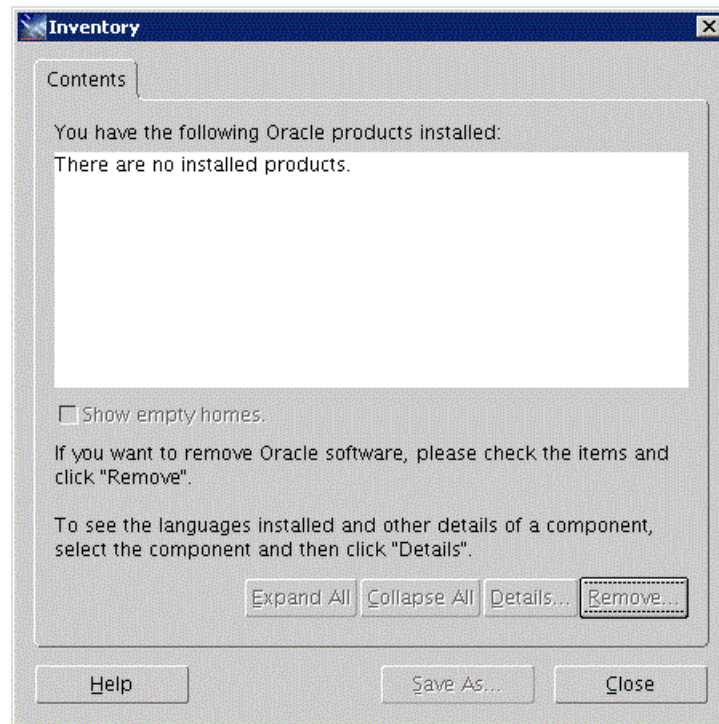 Inventory
Contents
You have the following Oracle products installed:
There are no installed products.
Show empty homes.
If you want to remove Oracle software, please check the items and
click "Remove".
To see the languages installed and other details of a component,
select the component and then click "Details".
Expand All Collapse All Details... Remove...
Help Save As... Close